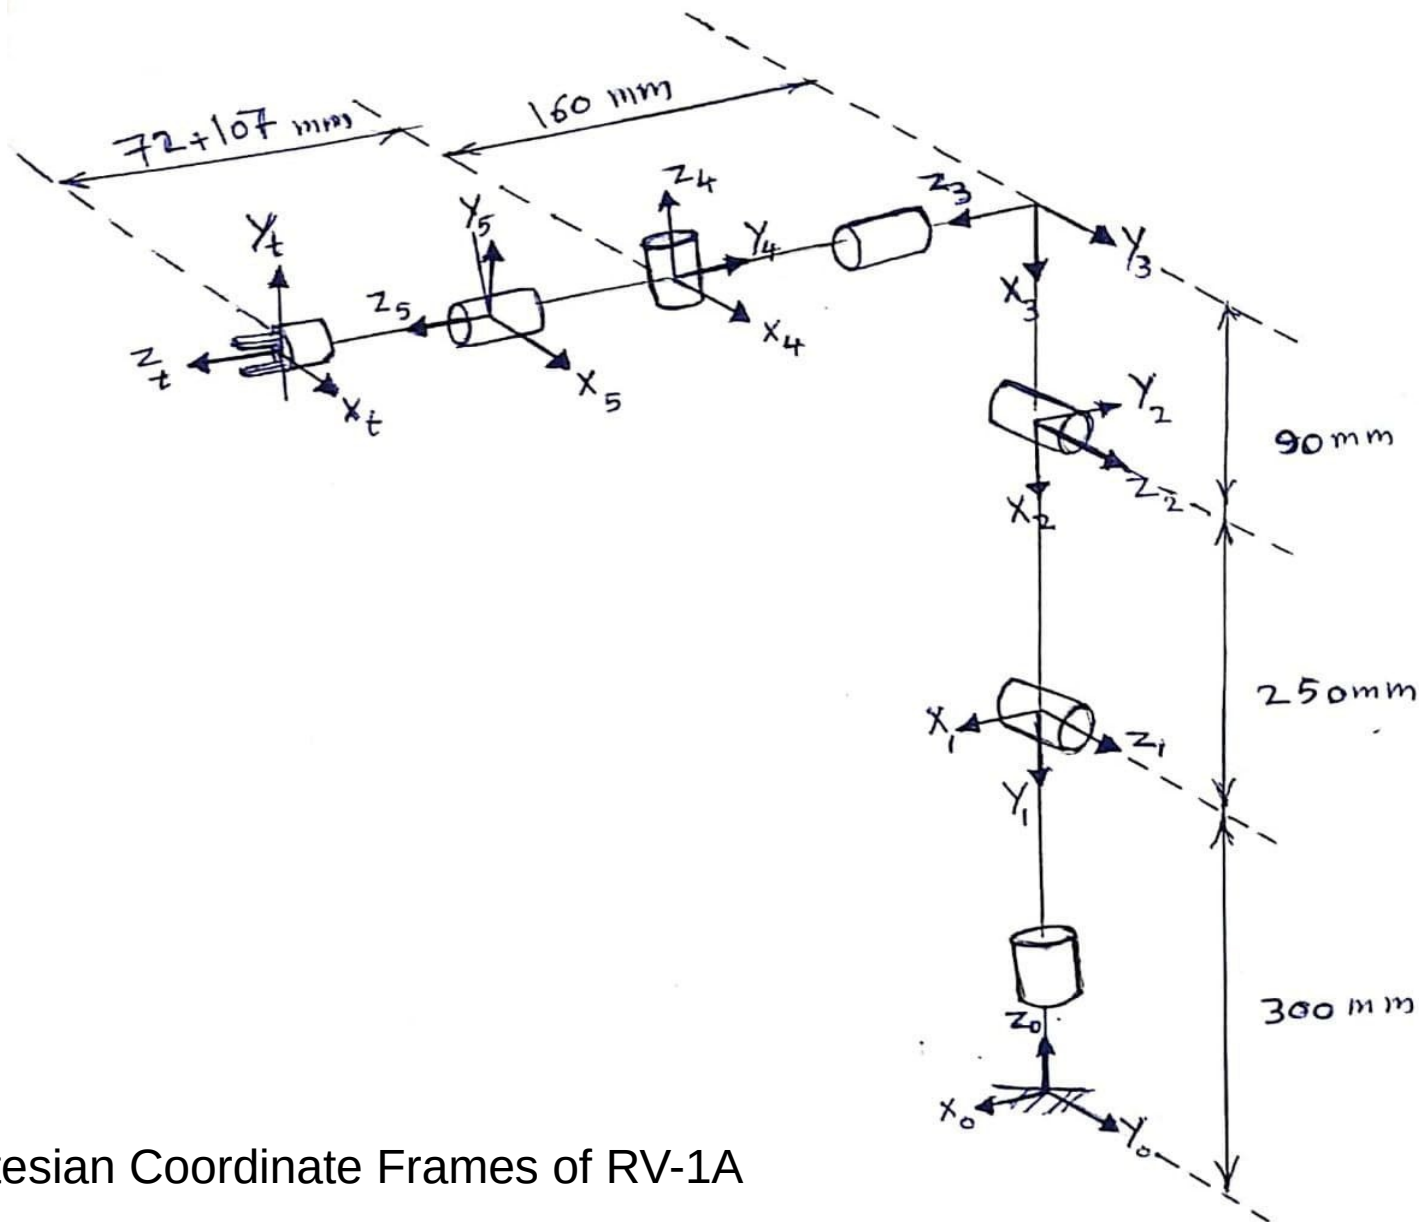 72+107 mm
160 mm
Z4
Z3
Y5
Yt
Y4
Y3
Z5
X3
X4
Zt
X5
Xt
Y2
90mm
Z2
X2
250mm
X1
Z1
Y1
300 mm
Z0
X0
Y0
tesian Coordinate Frames of RV-1A